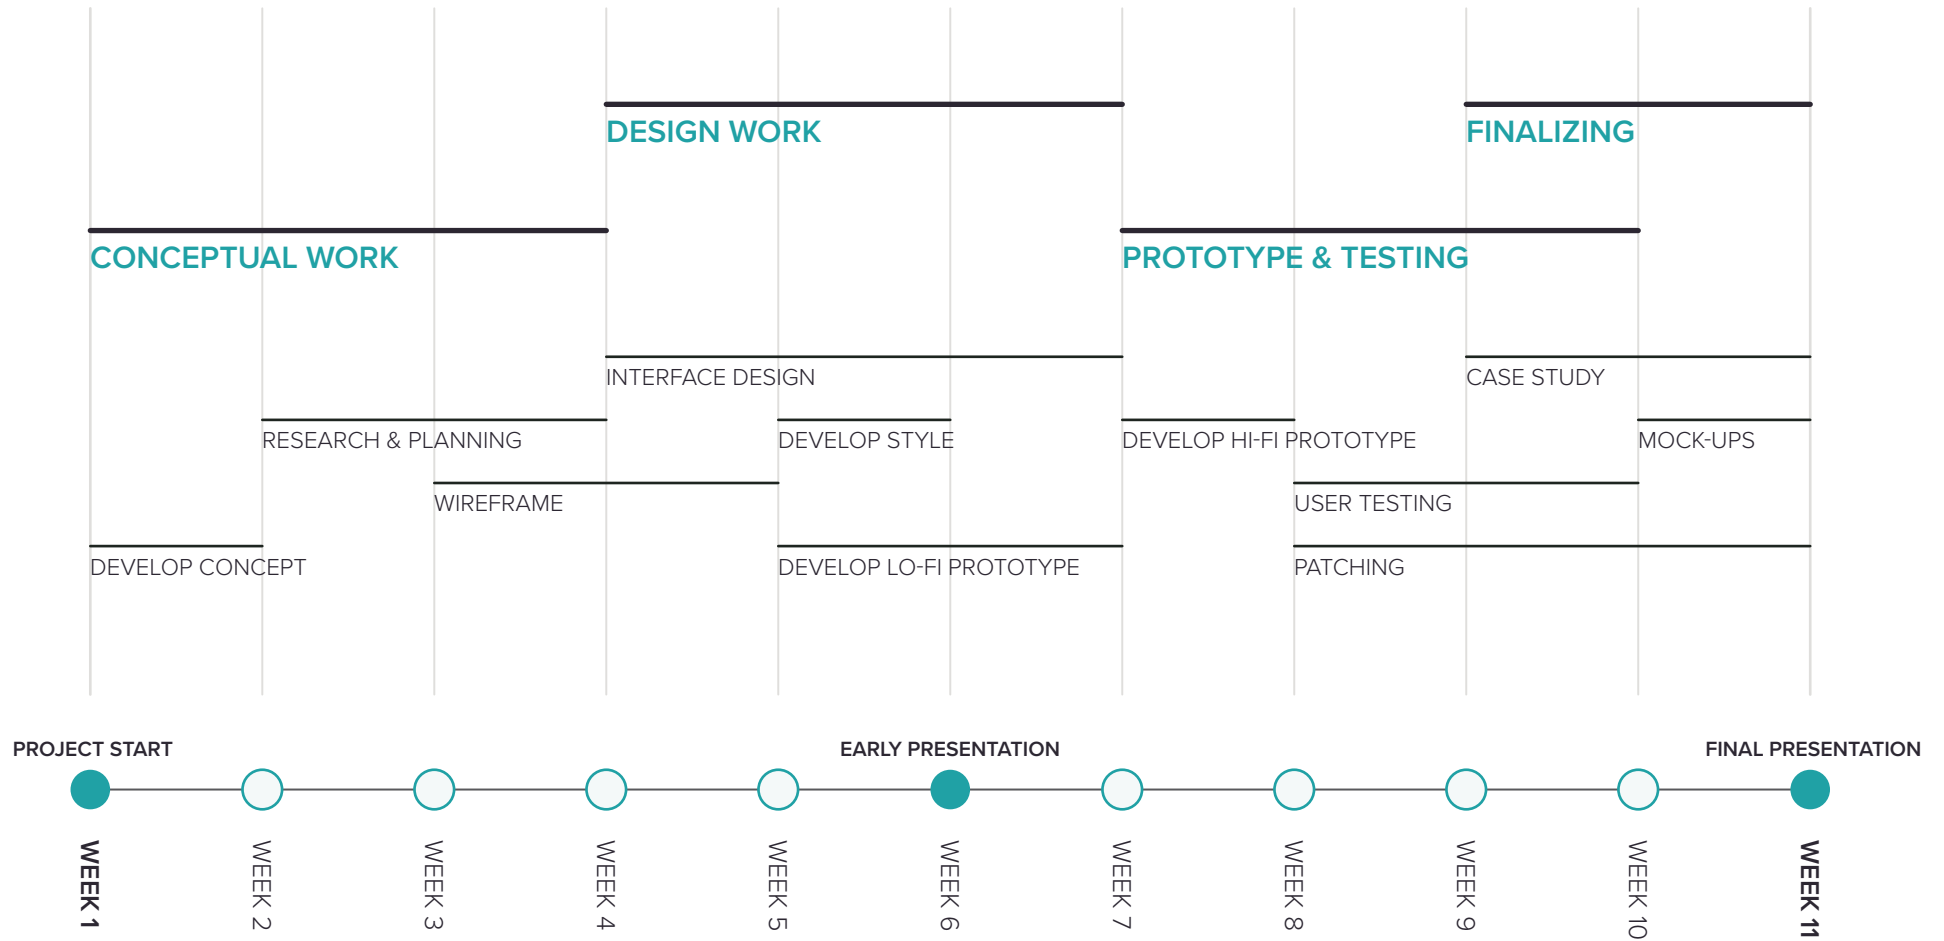 DESIGN WORK
FINALIZING
CONCEPTUAL WORK
PROTOTYPE & TESTING
INTERFACE DESIGN
CASE STUDY
RESEARCH & PLANNING
DEVELOP STYLE
DEVELOP HI-FI PROTOTYPE
MOCK-UPS
WIREFRAME
USER TESTING
DEVELOP CONCEPT
DEVELOP LO-FI PROTOTYPE
PATCHING
PROJECT START
EARLY PRESENTATION
FINAL PRESENTATION
WEEK 1
WEEK 2
WEEK 3
WEEK 4
WEEK 5
WEEK 6
WEEK 7
WEEK 8
WEEK 9
WEEK 10
WEEK 11